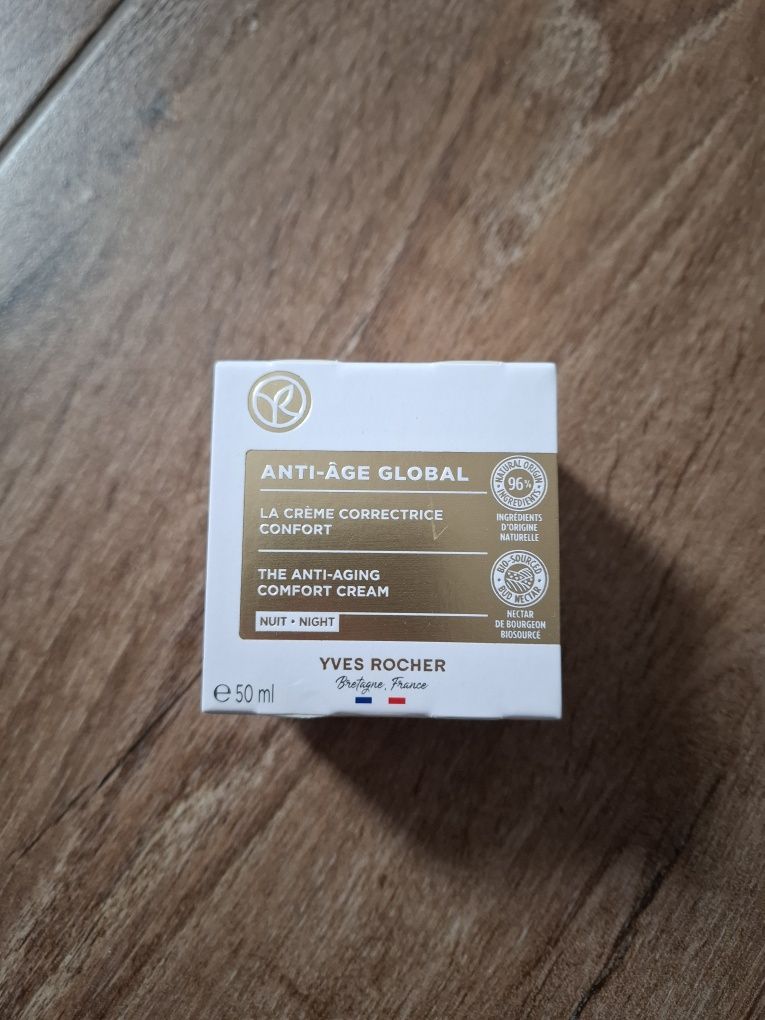 ANTI-ÂGE GLOBAL
LA CRÈME CORRECTRICE
CONFORT
THE ANTI-AGING
COMFORT CREAM
NUIT • NIGHT
NATURAL ORIGIN
96%
INGREDIENTS
INGRÉDIENTS
D'ORIGINE
NATURELLE
BIO-SOURCED
BUD NECTAR
NECTAR
DE BOURGEON
BIOSOURCÉ
YVES ROCHER
Bretagne, France
℮ 50 ml